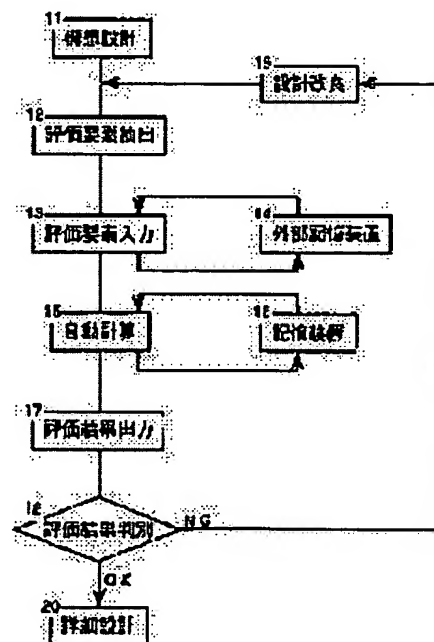 11
構想設計
19
設計改良
12
評価要素抽出
13
評価要素入力
14
外部記憶装置
15
自動計算
16
記憶装置
17
評価結果出力
18
評価結果判別
NG
OK
20
詳細設計